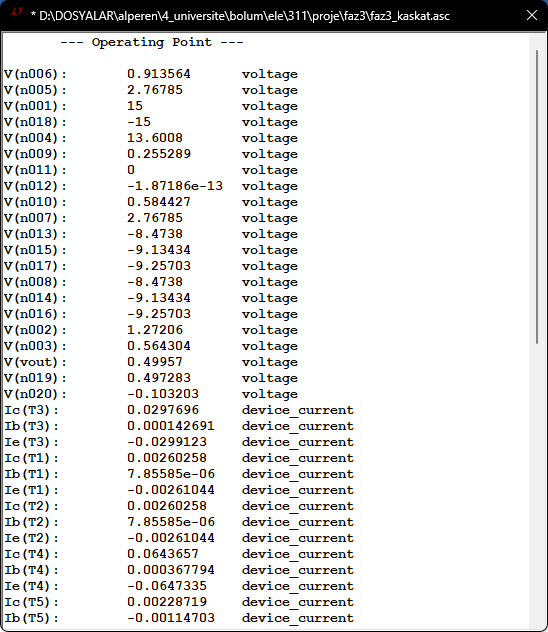 * D:\DOSYALAR\alperen\4_universite\bolum\ele\311\proje\faz3\faz3_kaskat.asc
--- Operating Point ---
V(n006): 0.913564 voltage
V(n005): 2.76785 voltage
V(n001): 15 voltage
V(n018): -15 voltage
V(n004): 13.6008 voltage
V(n009): 0.255289 voltage
V(n011): 0 voltage
V(n012): -1.87186e-13 voltage
V(n010): 0.584427 voltage
V(n007): 2.76785 voltage
V(n013): -8.4738 voltage
V(n015): -9.13434 voltage
V(n017): -9.25703 voltage
V(n008): -8.4738 voltage
V(n014): -9.13434 voltage
V(n016): -9.25703 voltage
V(n002): 1.27206 voltage
V(n003): 0.564304 voltage
V(vout): 0.49957 voltage
V(n019): 0.497283 voltage
V(n020): -0.103203 voltage
Ic(T3): 0.0297696 device_current
Ib(T3): 0.000142691 device_current
Ie(T3): -0.0299123 device_current
Ic(T1): 0.00260258 device_current
Ib(T1): 7.85585e-06 device_current
Ie(T1): -0.00261044 device_current
Ic(T2): 0.00260258 device_current
Ib(T2): 7.85585e-06 device_current
Ie(T2): -0.00261044 device_current
Ic(T4): 0.0643657 device_current
Ib(T4): 0.000367794 device_current
Ie(T4): -0.0647335 device_current
Ic(T5): 0.00228719 device_current
Ib(T5): -0.00114703 device_current